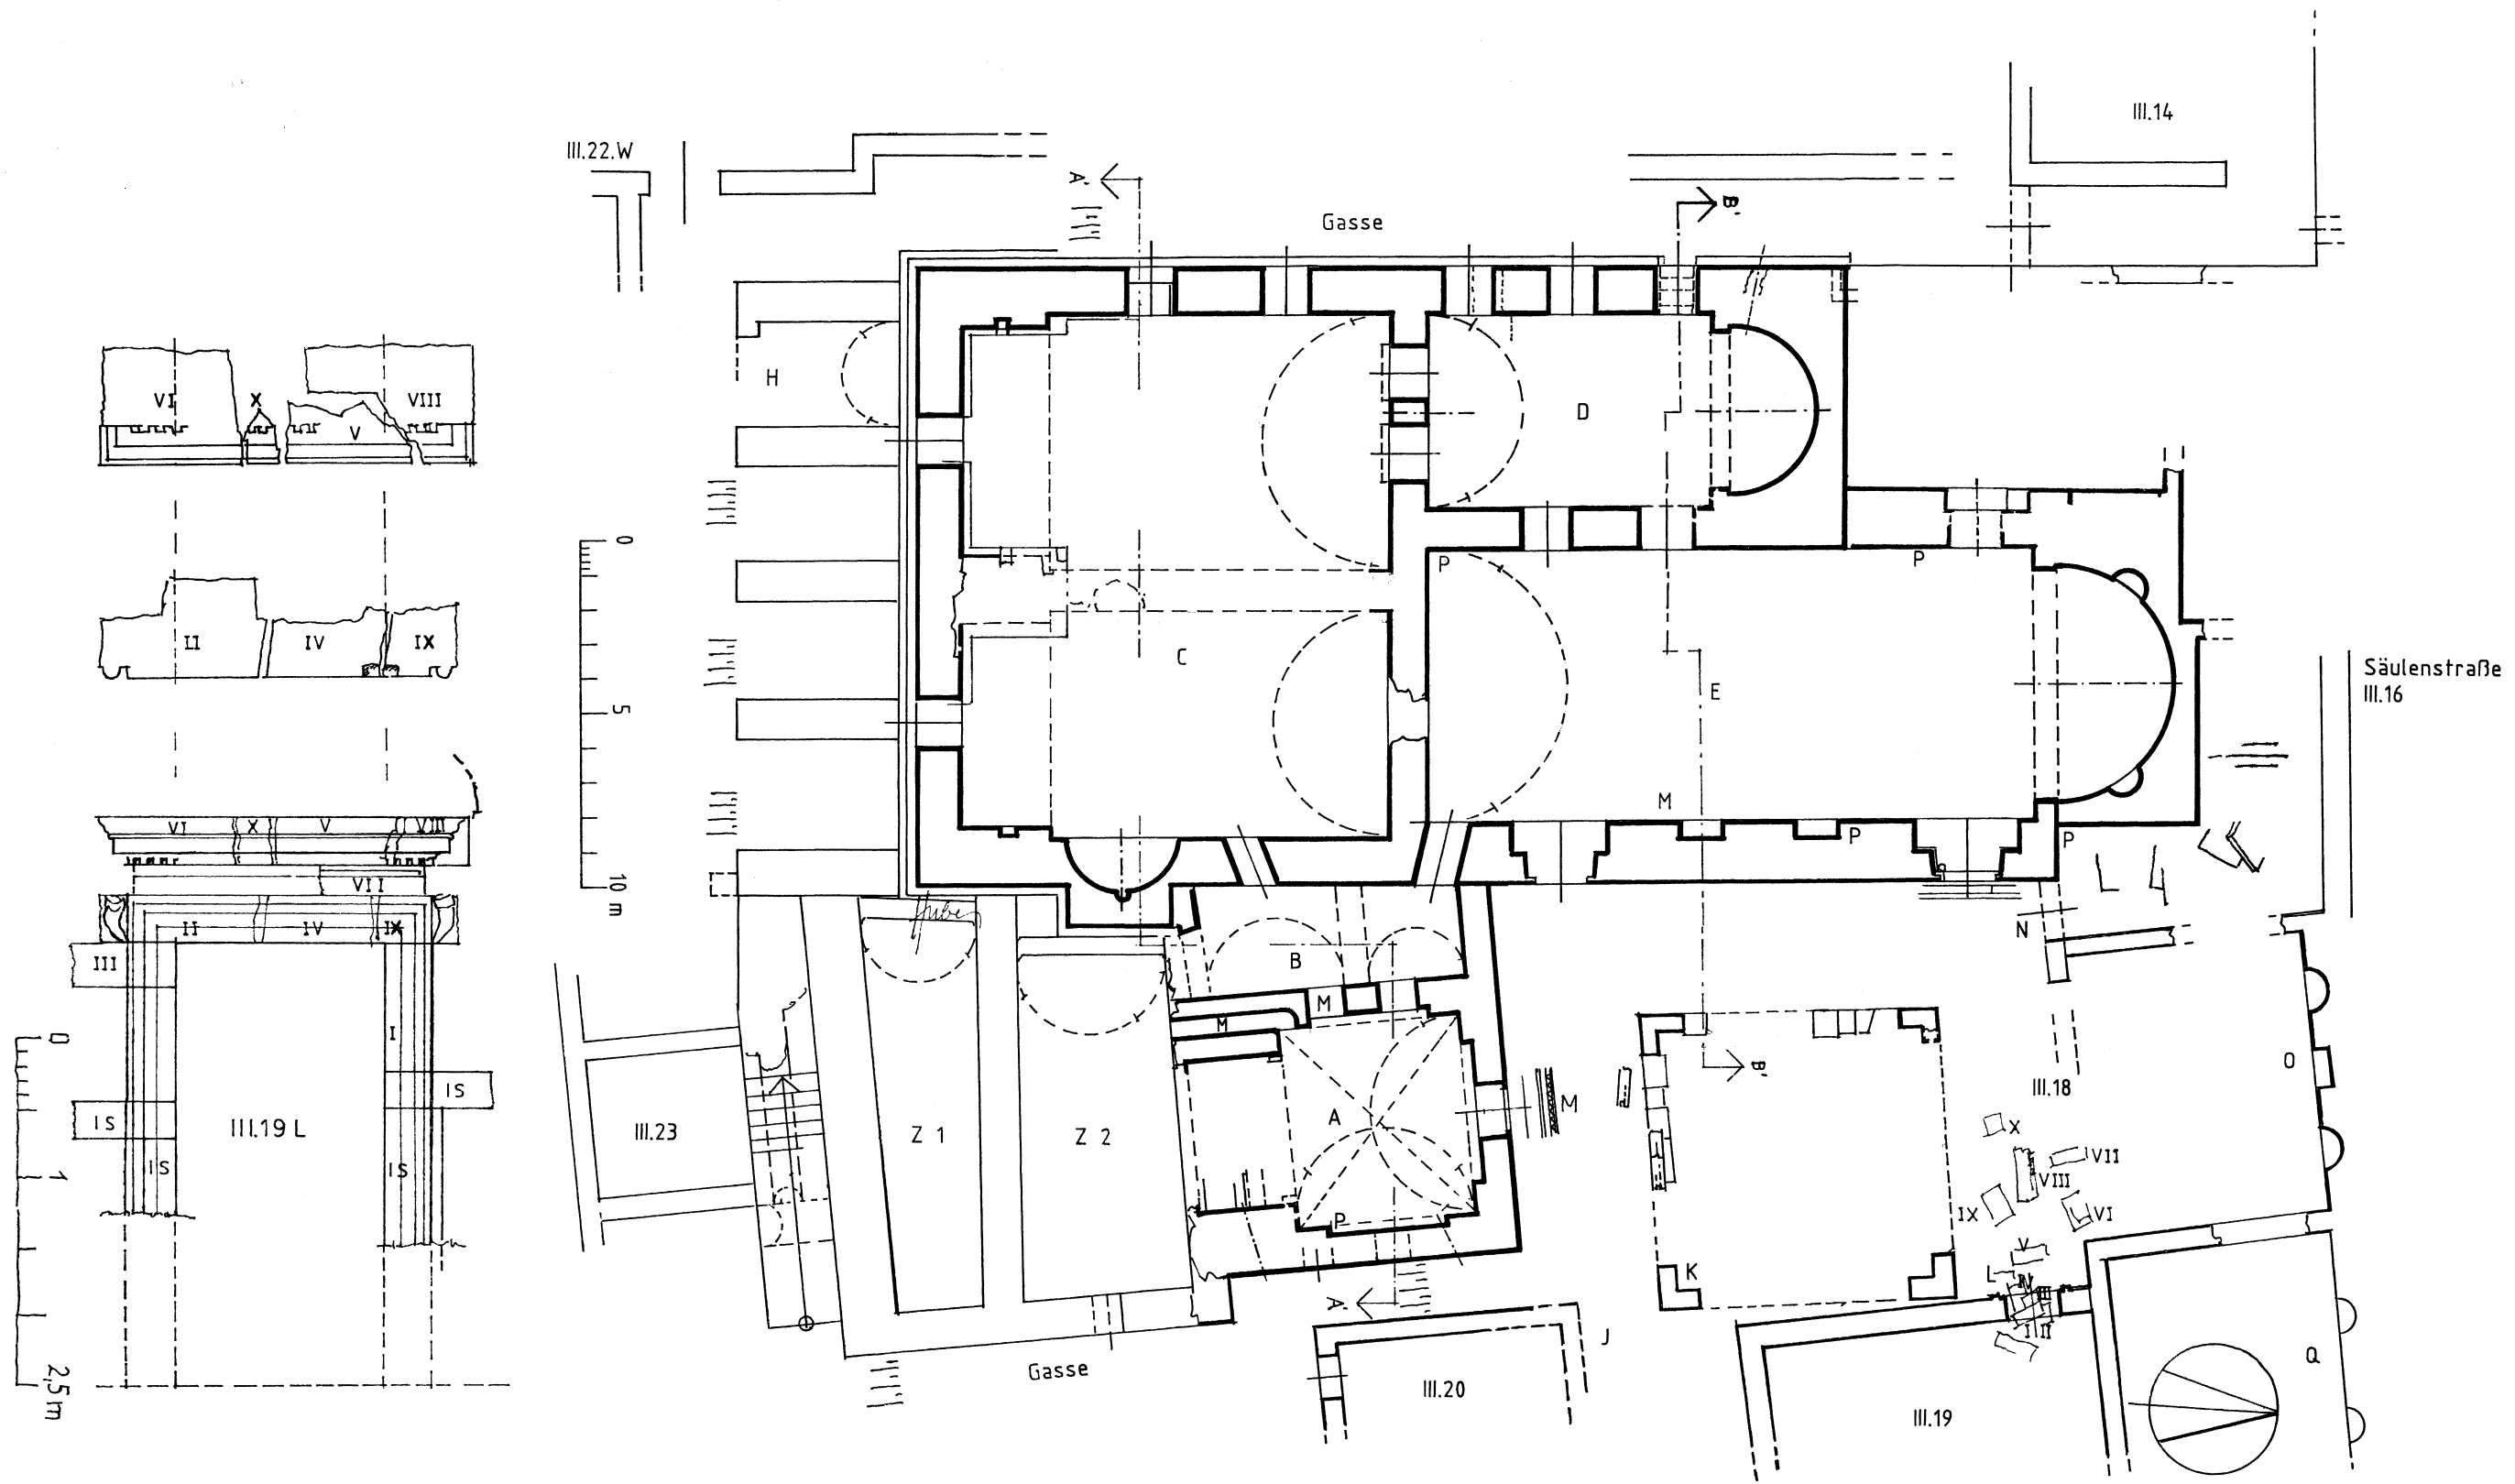 III.14
III.22.W
A'
B'
Gasse
VI
X
VIII
V
H
D
0
P
P
II
IV
IX
C
E
Säulenstraße
III.16
5
M
P
P
VI
X
V
VIII
VII
10
m
II
IV
IX
III
N
B
M
M
0
I
O
IS
M
III.18
IS
III.19 L
III.23
Z 1
Z 2
A
B'
X
VII
VIII
1
IS
IS
IX
VI
P
V
K
L
IV
III
A'
I
II
J
Gasse
Q
2,5 m
III.20
III.19